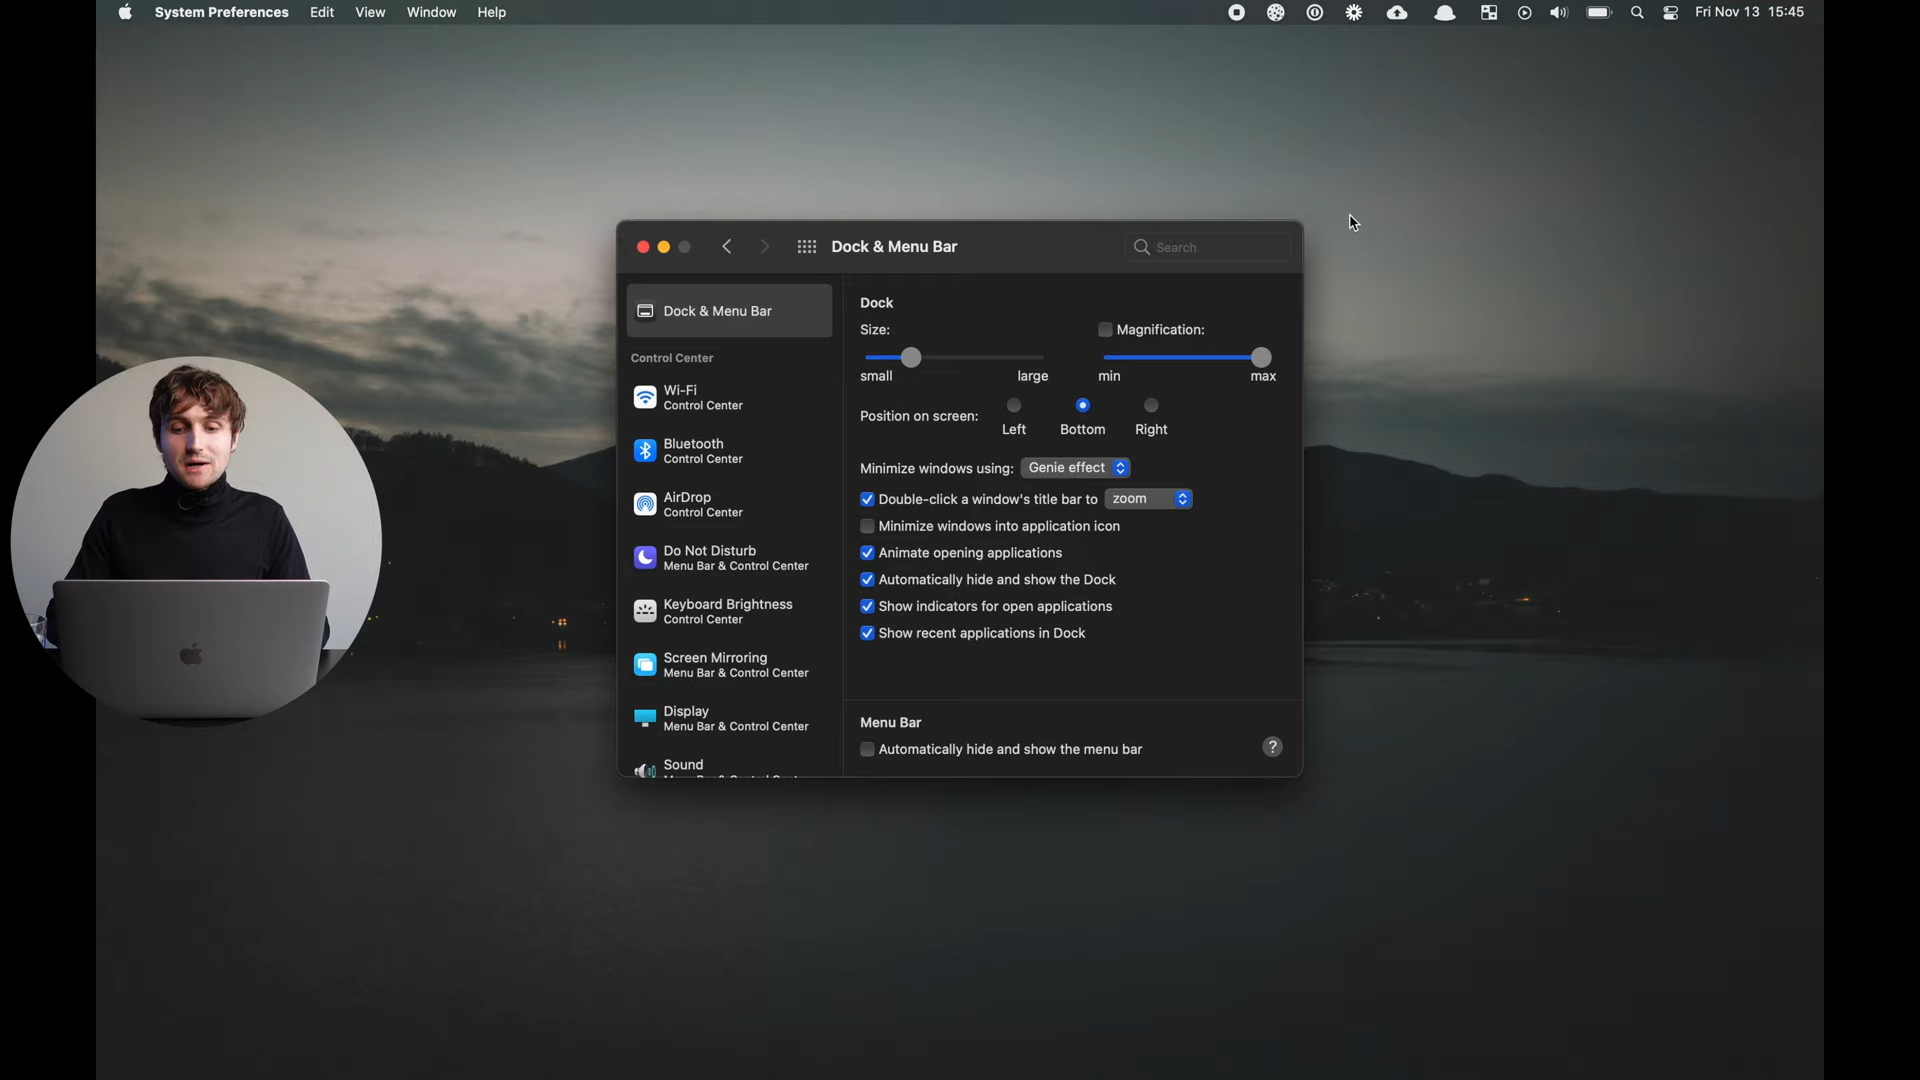 System Preferences Edit View Window Help Fri Nov 13 15:45
Dock & Menu Bar
Search
Dock & Menu Bar
Control Center
Wi-Fi
Control Center
Bluetooth
Control Center
AirDrop
Control Center
Do Not Disturb
Menu Bar & Control Center
Keyboard Brightness
Control Center
Screen Mirroring
Menu Bar & Control Center
Display
Menu Bar & Control Center
Sound
Dock
Size:
Magnification:
small large
min max
Position on screen:
Left Bottom Right
Minimize windows using: Genie effect
Double-click a window's title bar to zoom
Minimize windows into application icon
Animate opening applications
Automatically hide and show the Dock
Show indicators for open applications
Show recent applications in Dock
Menu Bar
Automatically hide and show the menu bar
?